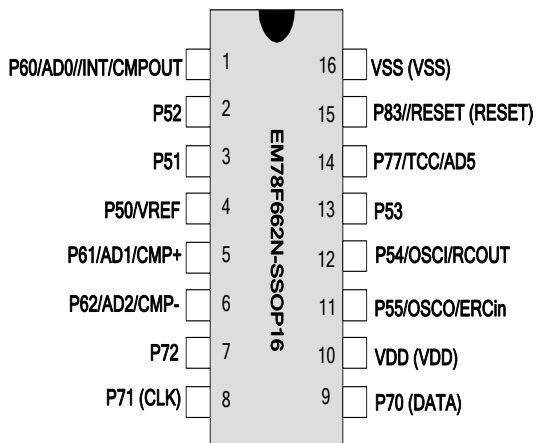 P60/AD0//INT/CMPOUT 1 16 VSS (VSS)
P52 2 15 P83//RESET (RESET)
P51 3 14 P77/TCC/AD5
P50/VREF 4 13 P53
P61/AD1/CMP+ 5 12 P54/OSCI/RCOUT
P62/AD2/CMP- 6 11 P55/OSCO/ERCin
P72 7 10 VDD (VDD)
P71 (CLK) 8 9 P70 (DATA)
EM78F662N-SSOP16